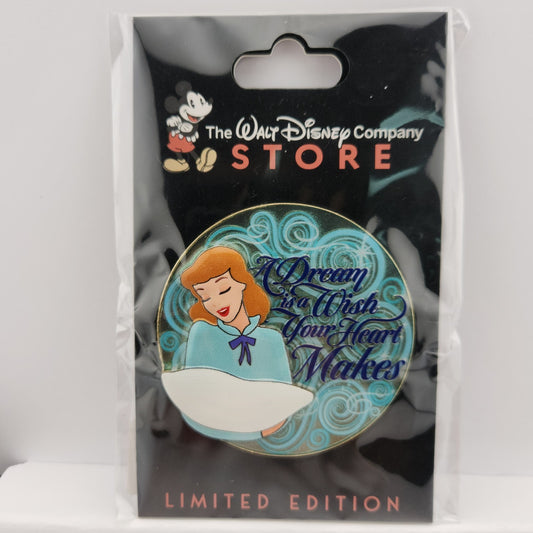 The WALT DISNEY Company
STORE
A Dream
is a Wish
Your Heart
Makes
LIMITED EDITION